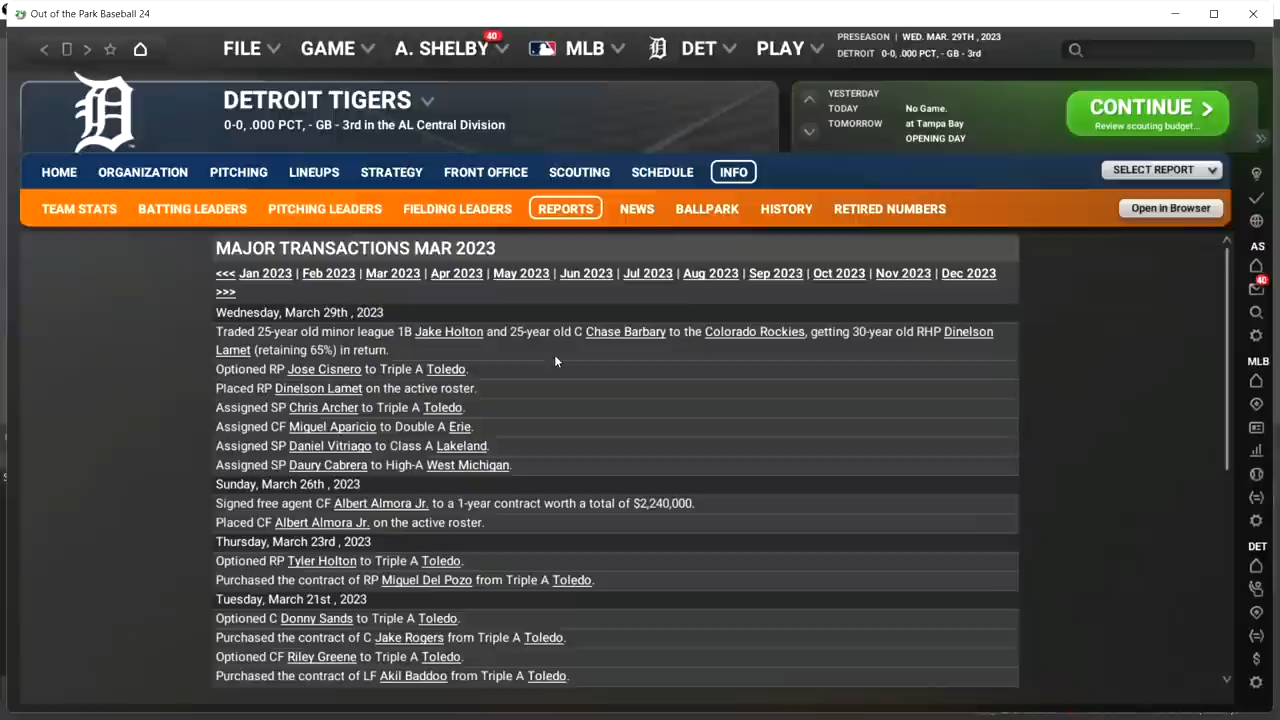 Out of the Park Baseball 24
FILE GAME A. SHELBY 40 MLB DET PLAY
PRESEASON | WED. MAR. 29TH , 2023
DETROIT 0-0, .000 PCT, - GB - 3rd
DETROIT TIGERS
0-0, .000 PCT, - GB - 3rd in the AL Central Division
YESTERDAY
TODAY No Game.
TOMORROW at Tampa Bay
OPENING DAY
CONTINUE
Review scouting budget...
HOME ORGANIZATION PITCHING LINEUPS STRATEGY FRONT OFFICE SCOUTING SCHEDULE INFO SELECT REPORT
TEAM STATS BATTING LEADERS PITCHING LEADERS FIELDING LEADERS REPORTS NEWS BALLPARK HISTORY RETIRED NUMBERS Open in Browser
MAJOR TRANSACTIONS MAR 2023
<<< Jan 2023 | Feb 2023 | Mar 2023 | Apr 2023 | May 2023 | Jun 2023 | Jul 2023 | Aug 2023 | Sep 2023 | Oct 2023 | Nov 2023 | Dec 2023
>>>
Wednesday, March 29th , 2023
Traded 25-year old minor league 1B Jake Holton and 25-year old C Chase Barbary to the Colorado Rockies, getting 30-year old RHP Dinelson
Lamet (retaining 65%) in return.
Optioned RP Jose Cisnero to Triple A Toledo.
Placed RP Dinelson Lamet on the active roster.
Assigned SP Chris Archer to Triple A Toledo.
Assigned CF Miguel Aparicio to Double A Erie.
Assigned SP Daniel Vitriago to Class A Lakeland.
Assigned SP Daury Cabrera to High-A West Michigan.
Sunday, March 26th , 2023
Signed free agent CF Albert Almora Jr. to a 1-year contract worth a total of $2,240,000.
Placed CF Albert Almora Jr. on the active roster.
Thursday, March 23rd , 2023
Optioned RP Tyler Holton to Triple A Toledo.
Purchased the contract of RP Miguel Del Pozo from Triple A Toledo.
Tuesday, March 21st , 2023
Optioned C Donny Sands to Triple A Toledo.
Purchased the contract of C Jake Rogers from Triple A Toledo.
Optioned CF Riley Greene to Triple A Toledo.
Purchased the contract of LF Akil Baddoo from Triple A Toledo.
AS
40
MLB
DET